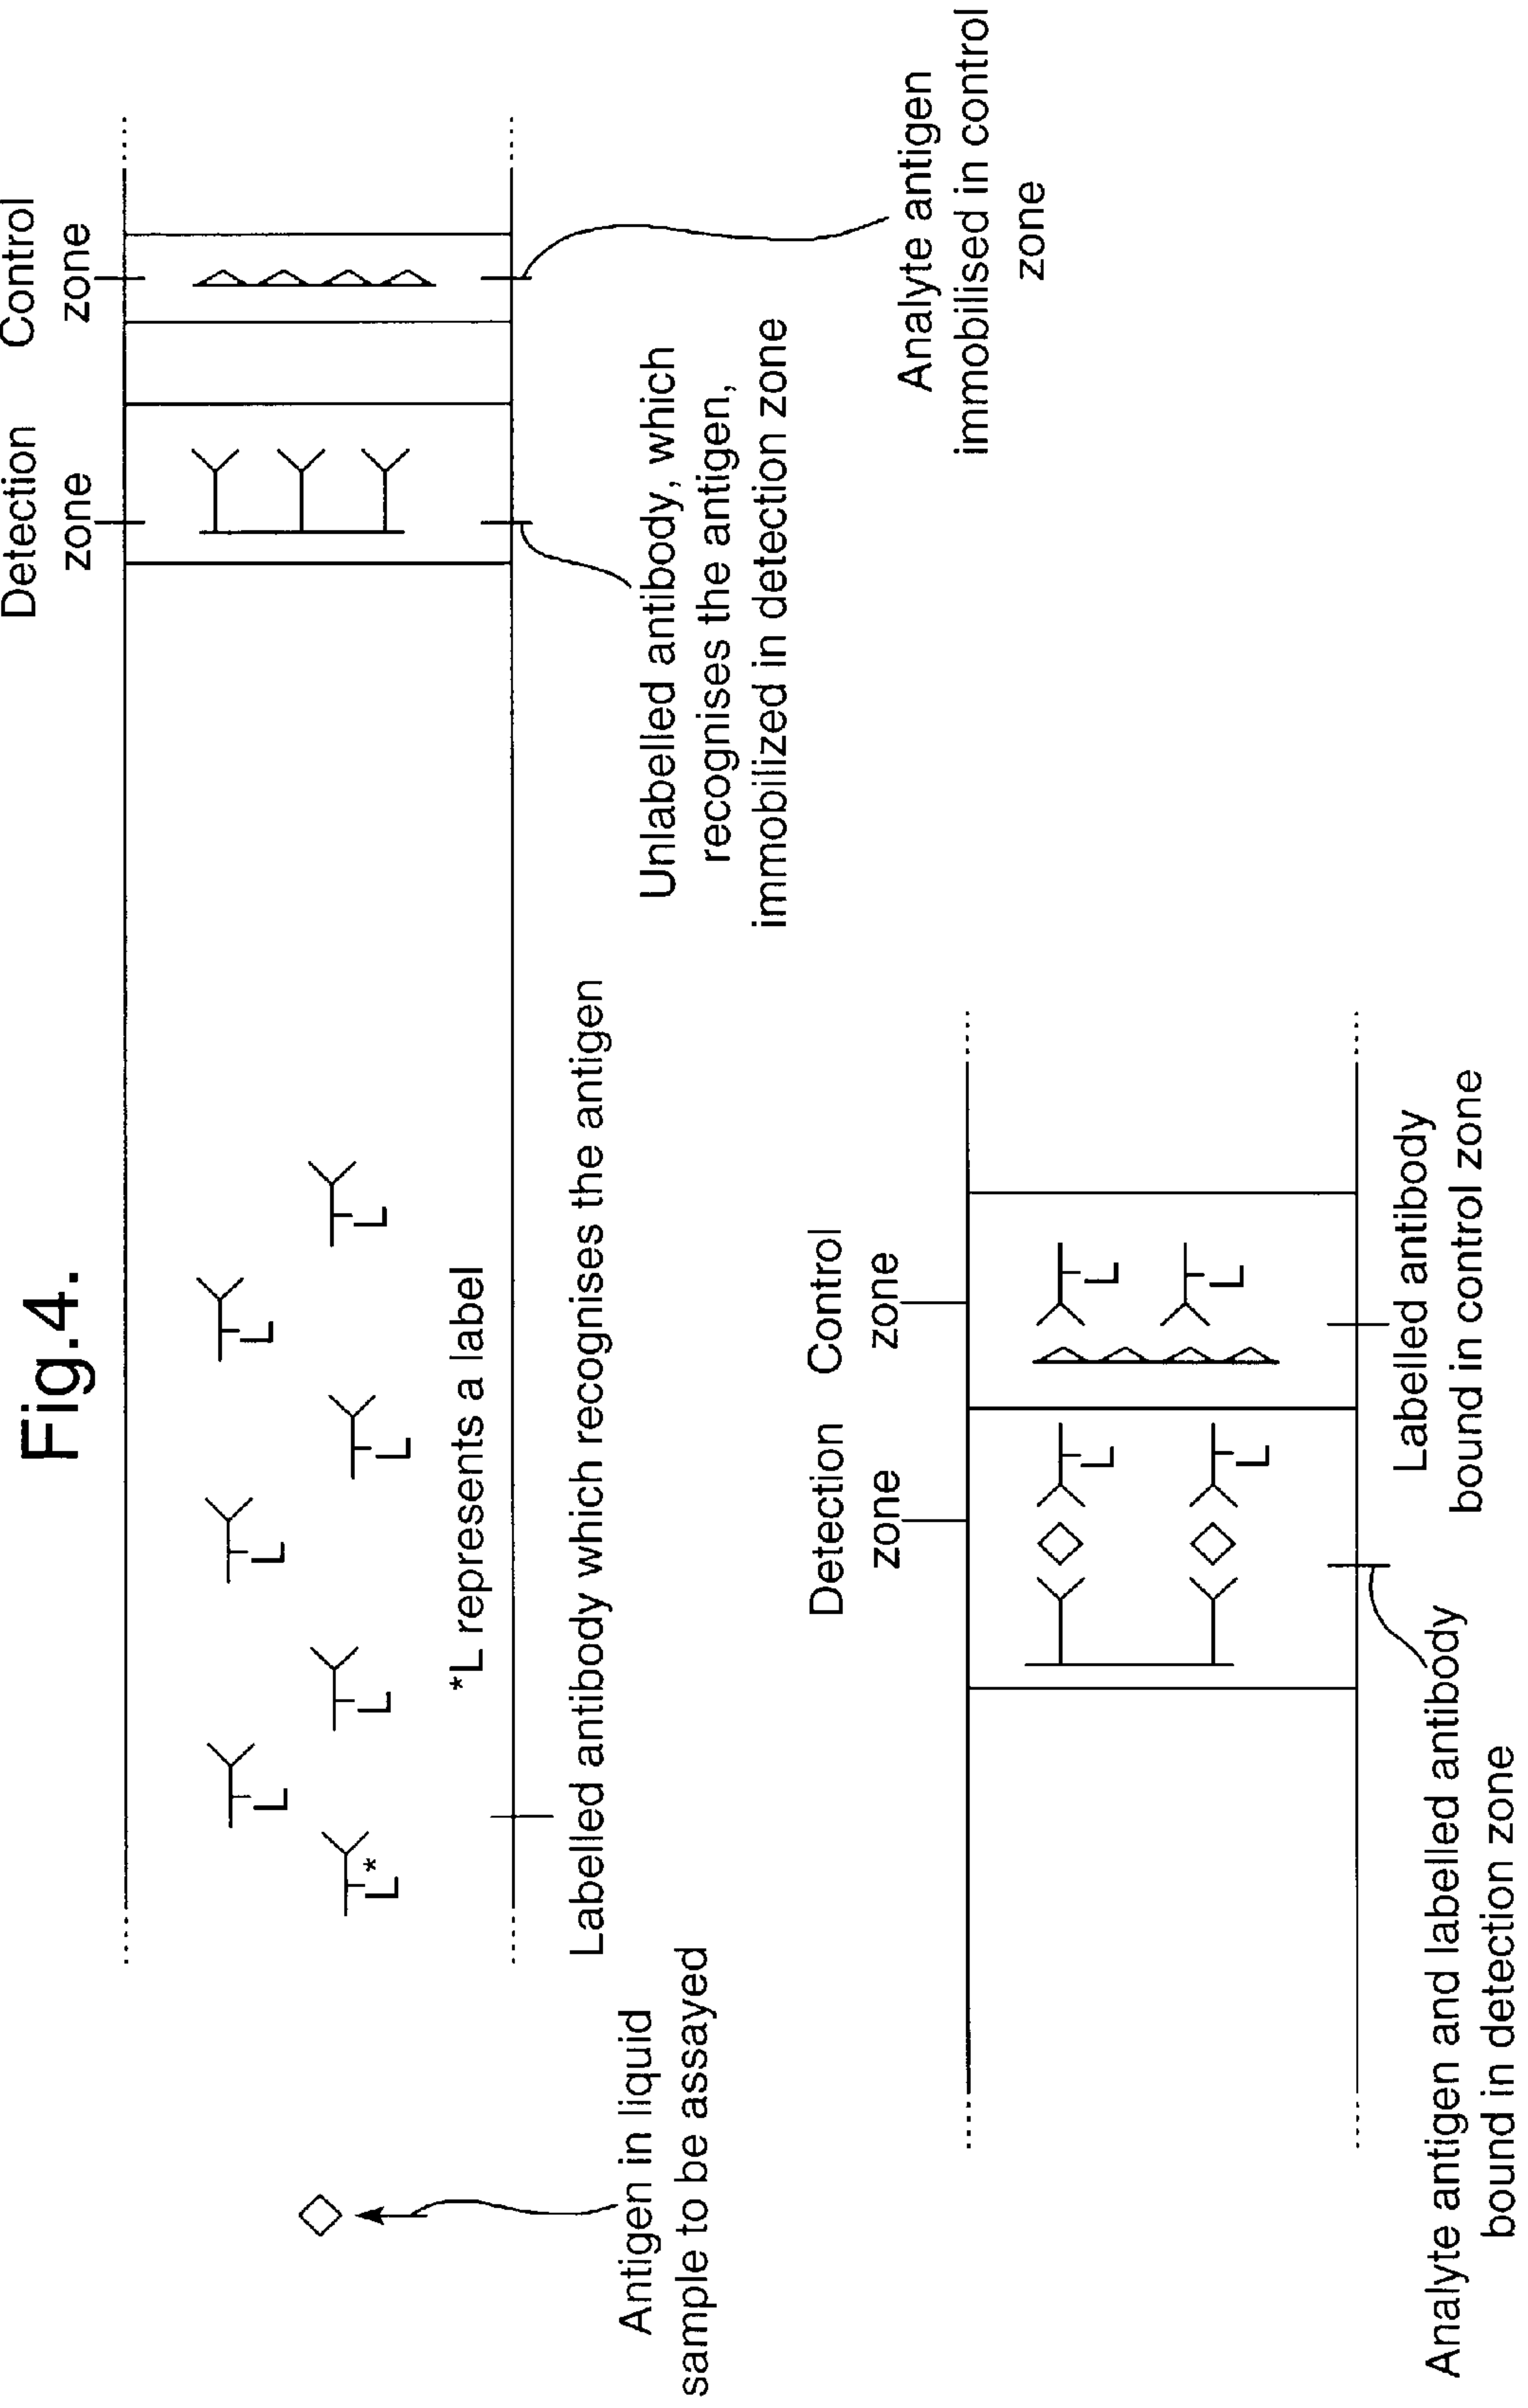 Fig.4.
Detection
zone
Control
zone
L*
L
L
L
L
L
L
*L represents a label
Antigen in liquid
sample to be assayed
Labelled antibody which recognises the antigen
Unlabelled antibody, which
recognises the antigen,
immobilized in detection zone
Analyte antigen
immobilised in control
zone
Detection
zone
Control
zone
L
L
L
L
Analyte antigen and labelled antibody
bound in detection zone
Labelled antibody
bound in control zone